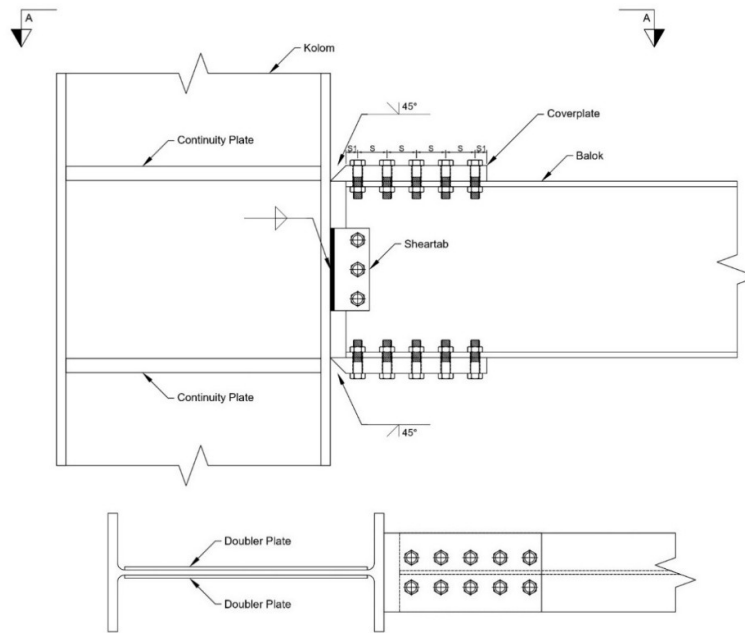 A
A
Kolom
45°
Coverplate
Continuity Plate
S1 S S S S S1
Balok
Sheartab
Continuity Plate
45°
Doubler Plate
Doubler Plate